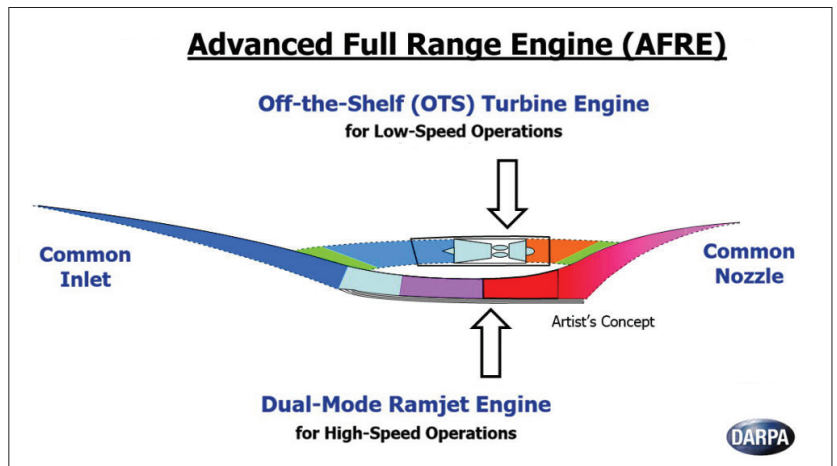 Advanced Full Range Engine (AFRE)
Off-the-Shelf (OTS) Turbine Engine
for Low-Speed Operations
Common
Inlet
Common
Nozzle
Artist’s Concept
Dual-Mode Ramjet Engine
for High-Speed Operations
DARPA